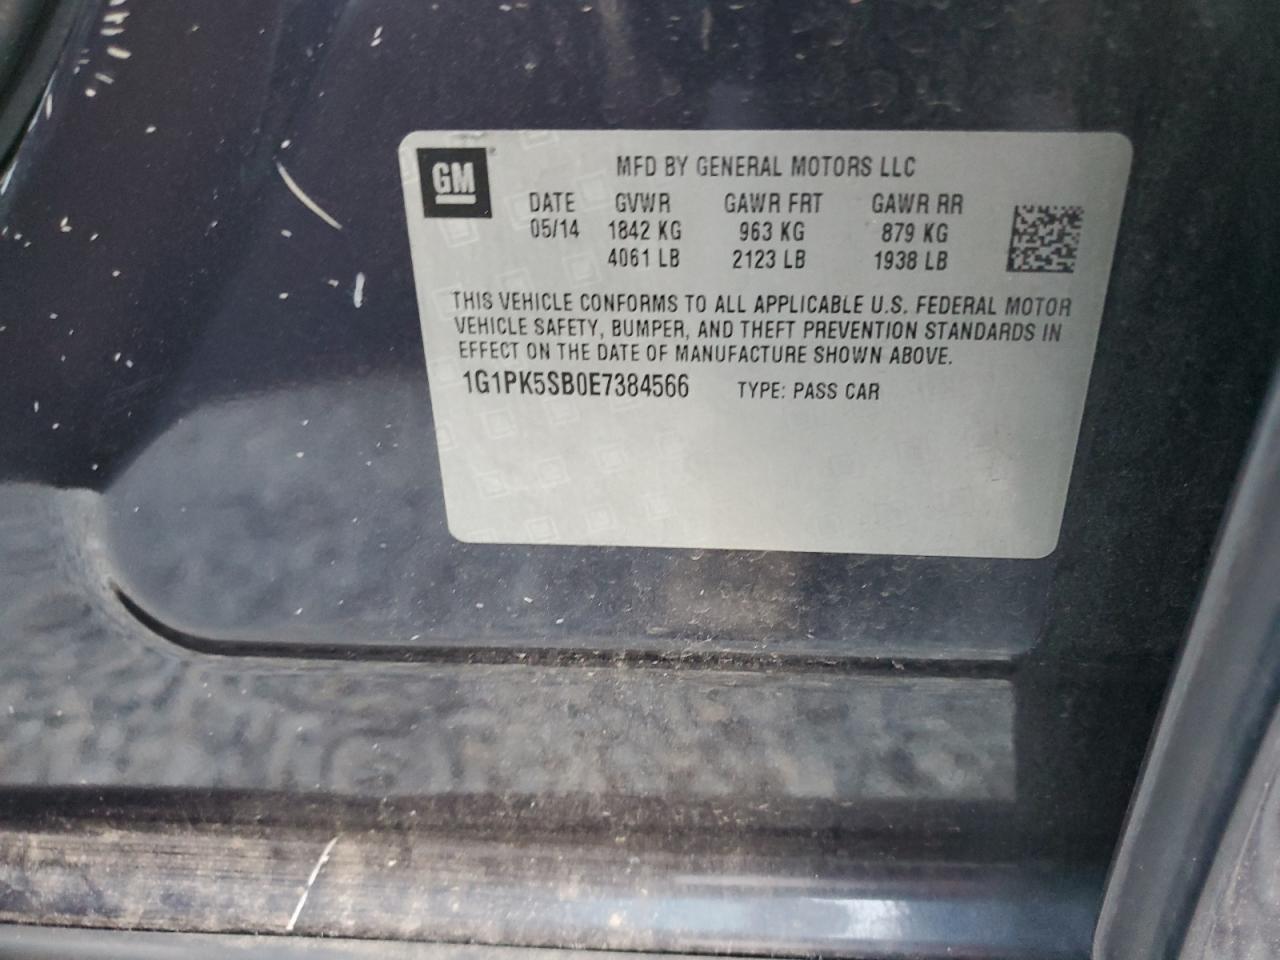 GM
MFD BY GENERAL MOTORS LLC
DATE GVWR GAWR FRT GAWR RR
05/14 1842 KG 963 KG 879 KG
4061 LB 2123 LB 1938 LB
THIS VEHICLE CONFORMS TO ALL APPLICABLE U.S. FEDERAL MOTOR
VEHICLE SAFETY, BUMPER, AND THEFT PREVENTION STANDARDS IN
EFFECT ON THE DATE OF MANUFACTURE SHOWN ABOVE.
1G1PK5SB0E7384566 TYPE: PASS CAR